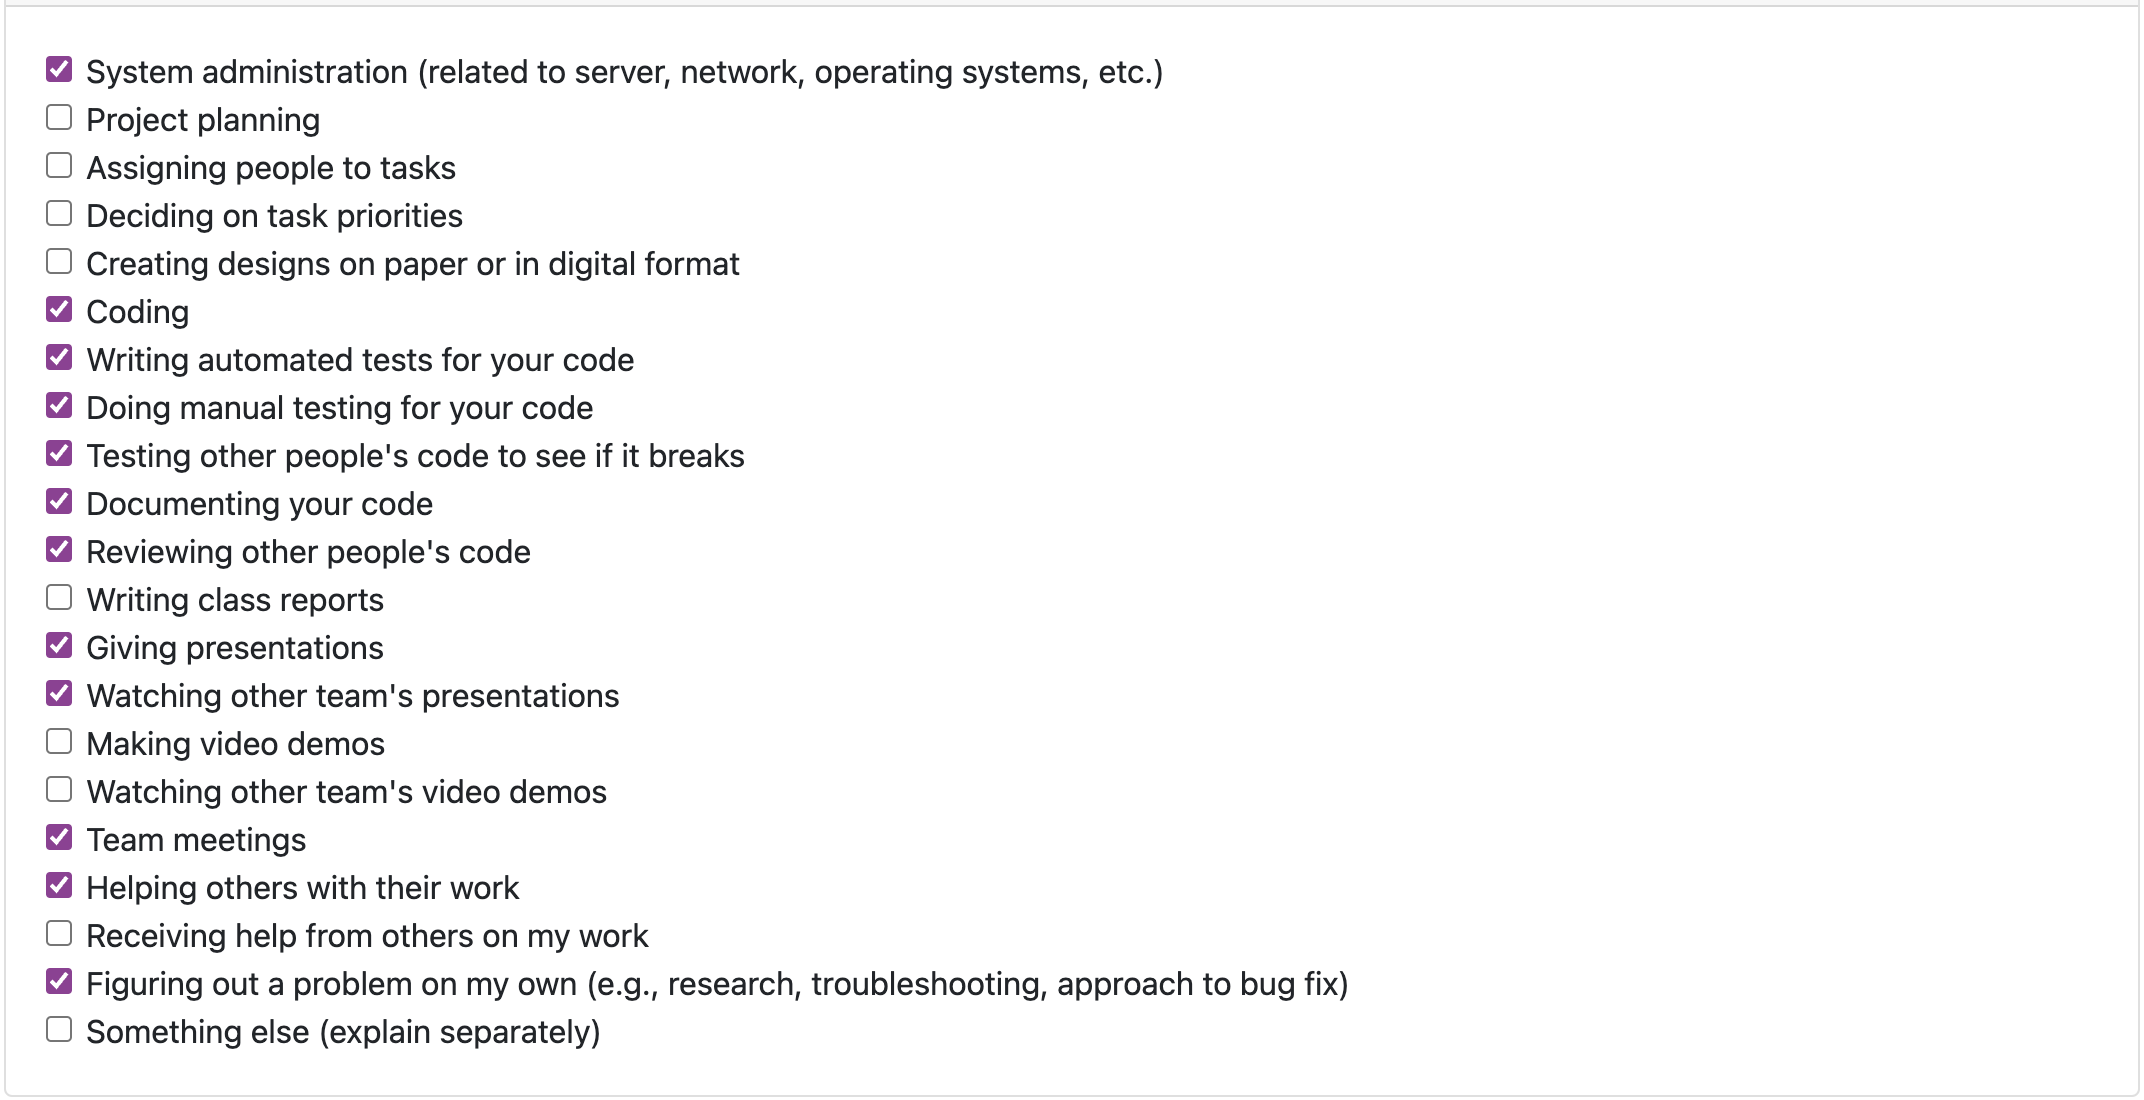 System administration (related to server, network, operating systems, etc.)
Project planning
Assigning people to tasks
Deciding on task priorities
Creating designs on paper or in digital format
Coding
Writing automated tests for your code
Doing manual testing for your code
Testing other people's code to see if it breaks
Documenting your code
Reviewing other people's code
Writing class reports
Giving presentations
Watching other team's presentations
Making video demos
Watching other team's video demos
Team meetings
Helping others with their work
Receiving help from others on my work
Figuring out a problem on my own (e.g., research, troubleshooting, approach to bug fix)
Something else (explain separately)